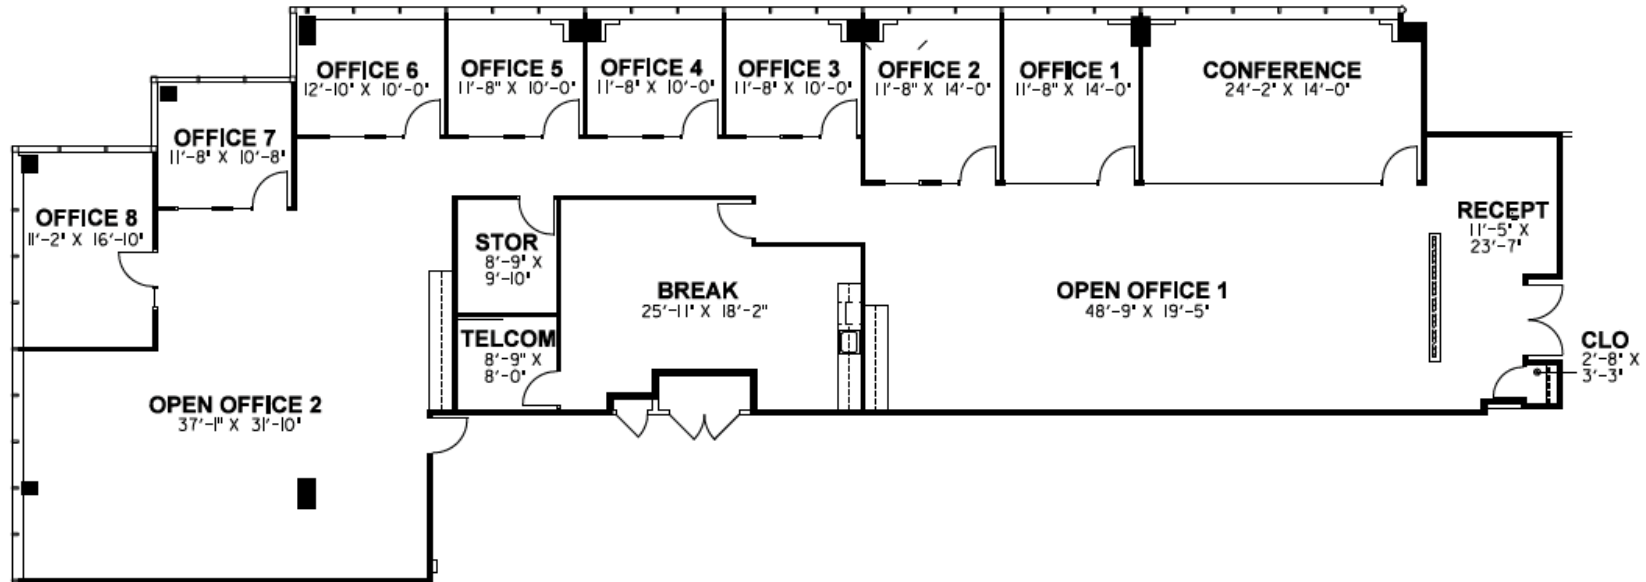 OFFICE 6
12'-10" X 10'-0"
OFFICE 5
11'-8" X 10'-0"
OFFICE 4
11'-8" X 10'-0"
OFFICE 3
11'-8" X 10'-0"
OFFICE 2
11'-8" X 14'-0"
OFFICE 1
11'-8" X 14'-0"
CONFERENCE
24'-2" X 14'-0"
OFFICE 7
11'-8" X 10'-8"
OFFICE 8
11'-2" X 16'-10"
STOR
8'-9" X
9'-10"
RECEPT
11'-5" X
23'-7"
BREAK
25'-11" X 18'-2"
OPEN OFFICE 1
48'-9" X 19'-5"
TELCOM
8'-9" X
8'-0"
CLO
2'-8" X
3'-3"
OPEN OFFICE 2
37'-1" X 31'-10"